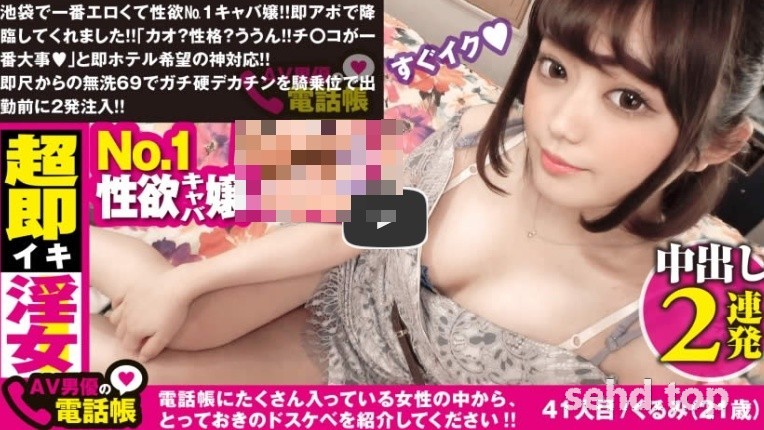 池袋で一番エロくて性欲No.1キャバ嬢!!即アポで降
臨してくれました!!「カオ?性格?ううん!!チ〇コが一
番大事♥」と即ホテル希望の神対応!!
即尺からの無洗69でガチ硬デカチンを騎乗位で出
勤前に2発注入!!
AV男優の
電話帳
すぐイク♡
No.1
性欲キャバ嬢
超即
イキ
淫女
中出し
2連発
AV男優の
電話帳
電話帳にたくさん入っている女性の中から、
とっておきのドスケベを紹介してください!!
41人目/くるみ(21歳)
sehd.top